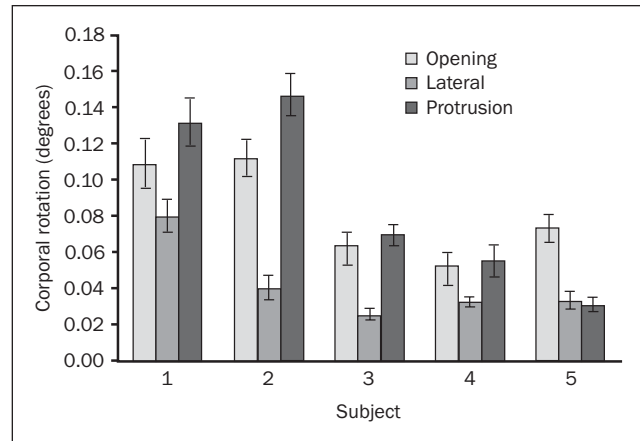 0.18
0.16
0.14
0.12
0.10
0.08
0.06
0.04
0.02
0.00
Corporal rotation (degrees)
Opening
Lateral
Protrusion
1 2 3 4 5
Subject